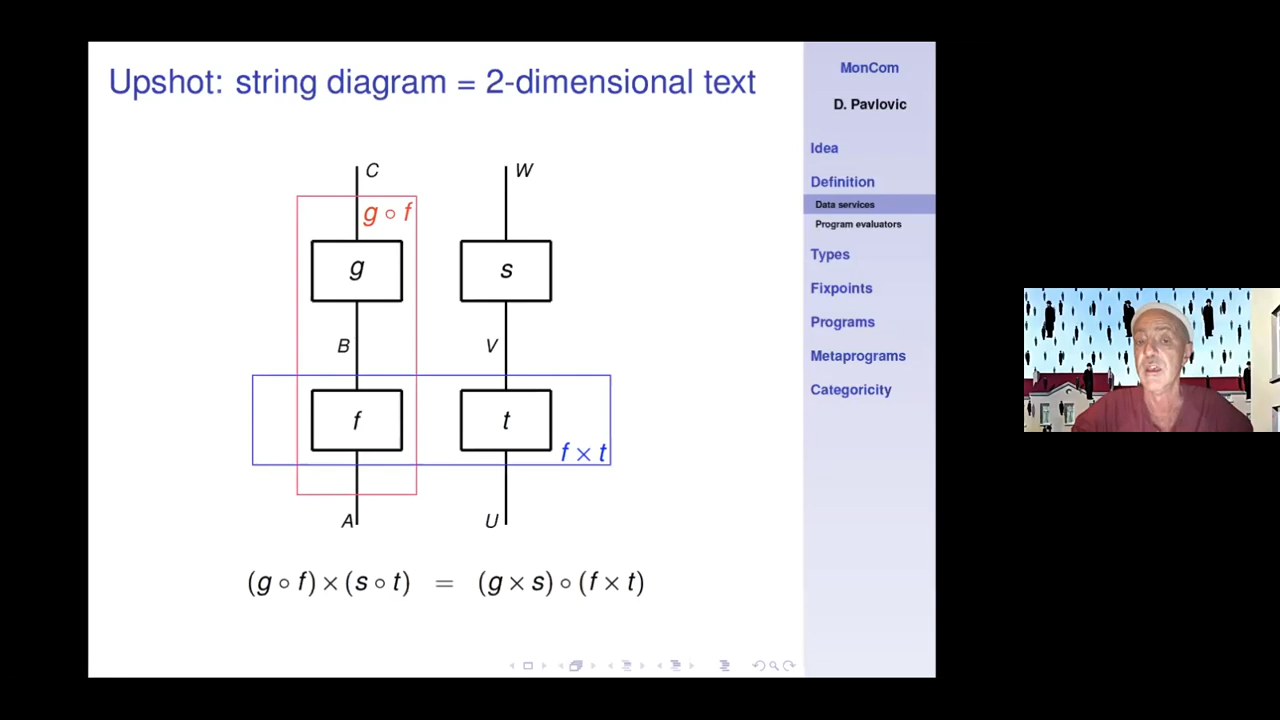 Upshot: string diagram = 2-dimensional text
C
W
g ∘ f
g
s
B
V
f
t
f × t
A
U
(g ∘ f) × (s ∘ t) = (g × s) ∘ (f × t)
MonCom
D. Pavlovic
Idea
Definition
Data services
Program evaluators
Types
Fixpoints
Programs
Metaprograms
Categoricity